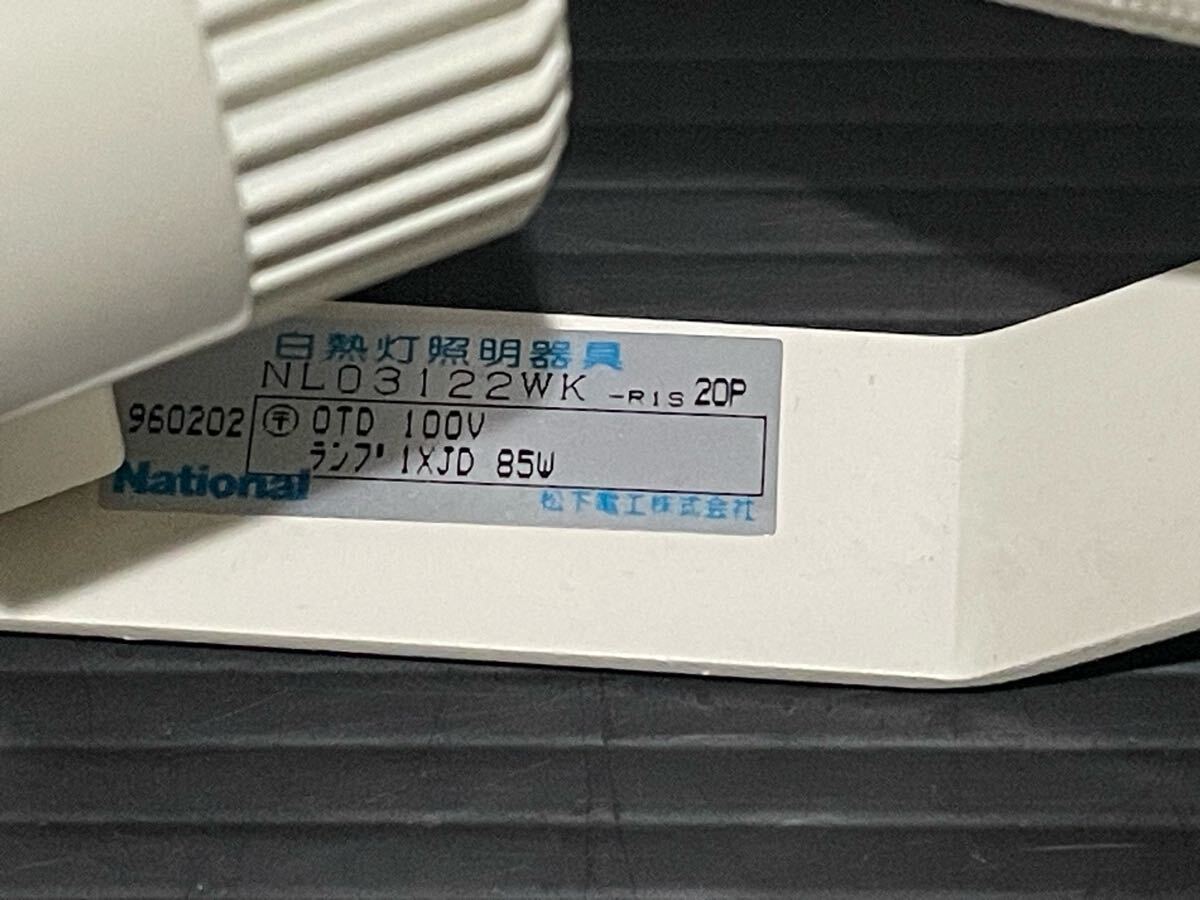 白熱灯照明器具
NL03122WK -R1S 20P
960202 〶 OTD 100V
ランプ 1XJD 85W
National 松下電工株式会社